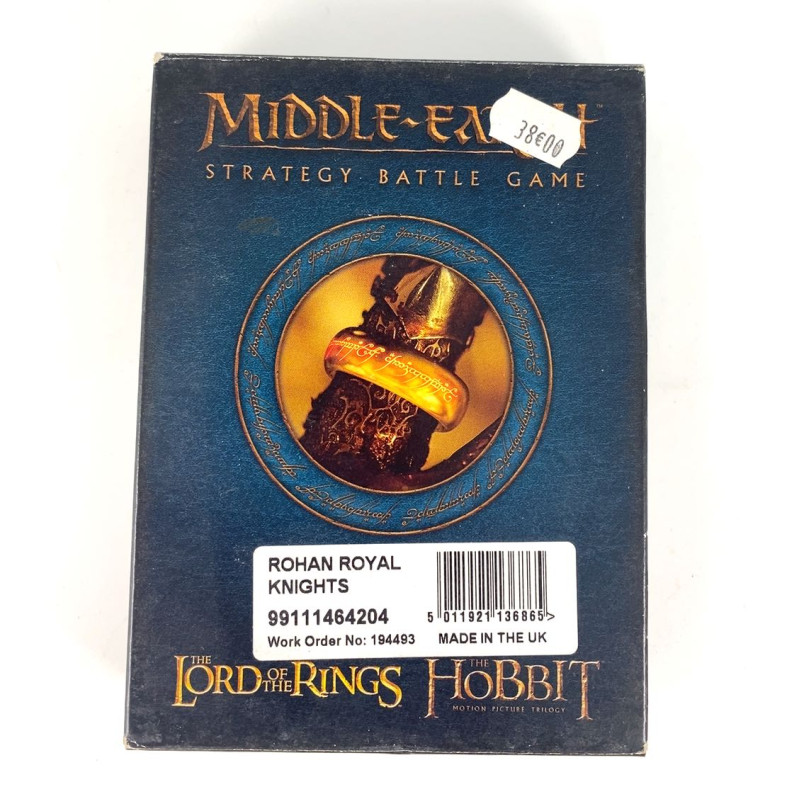 MIDDLE-EARTH
38€00
STRATEGY BATTLE GAME
ROHAN ROYAL
KNIGHTS
99111464204
Work Order No: 194493
5 011921 136865>
MADE IN THE UK
THE LORD OF THE RINGS
THE HOBBIT
MOTION PICTURE TRILOGY